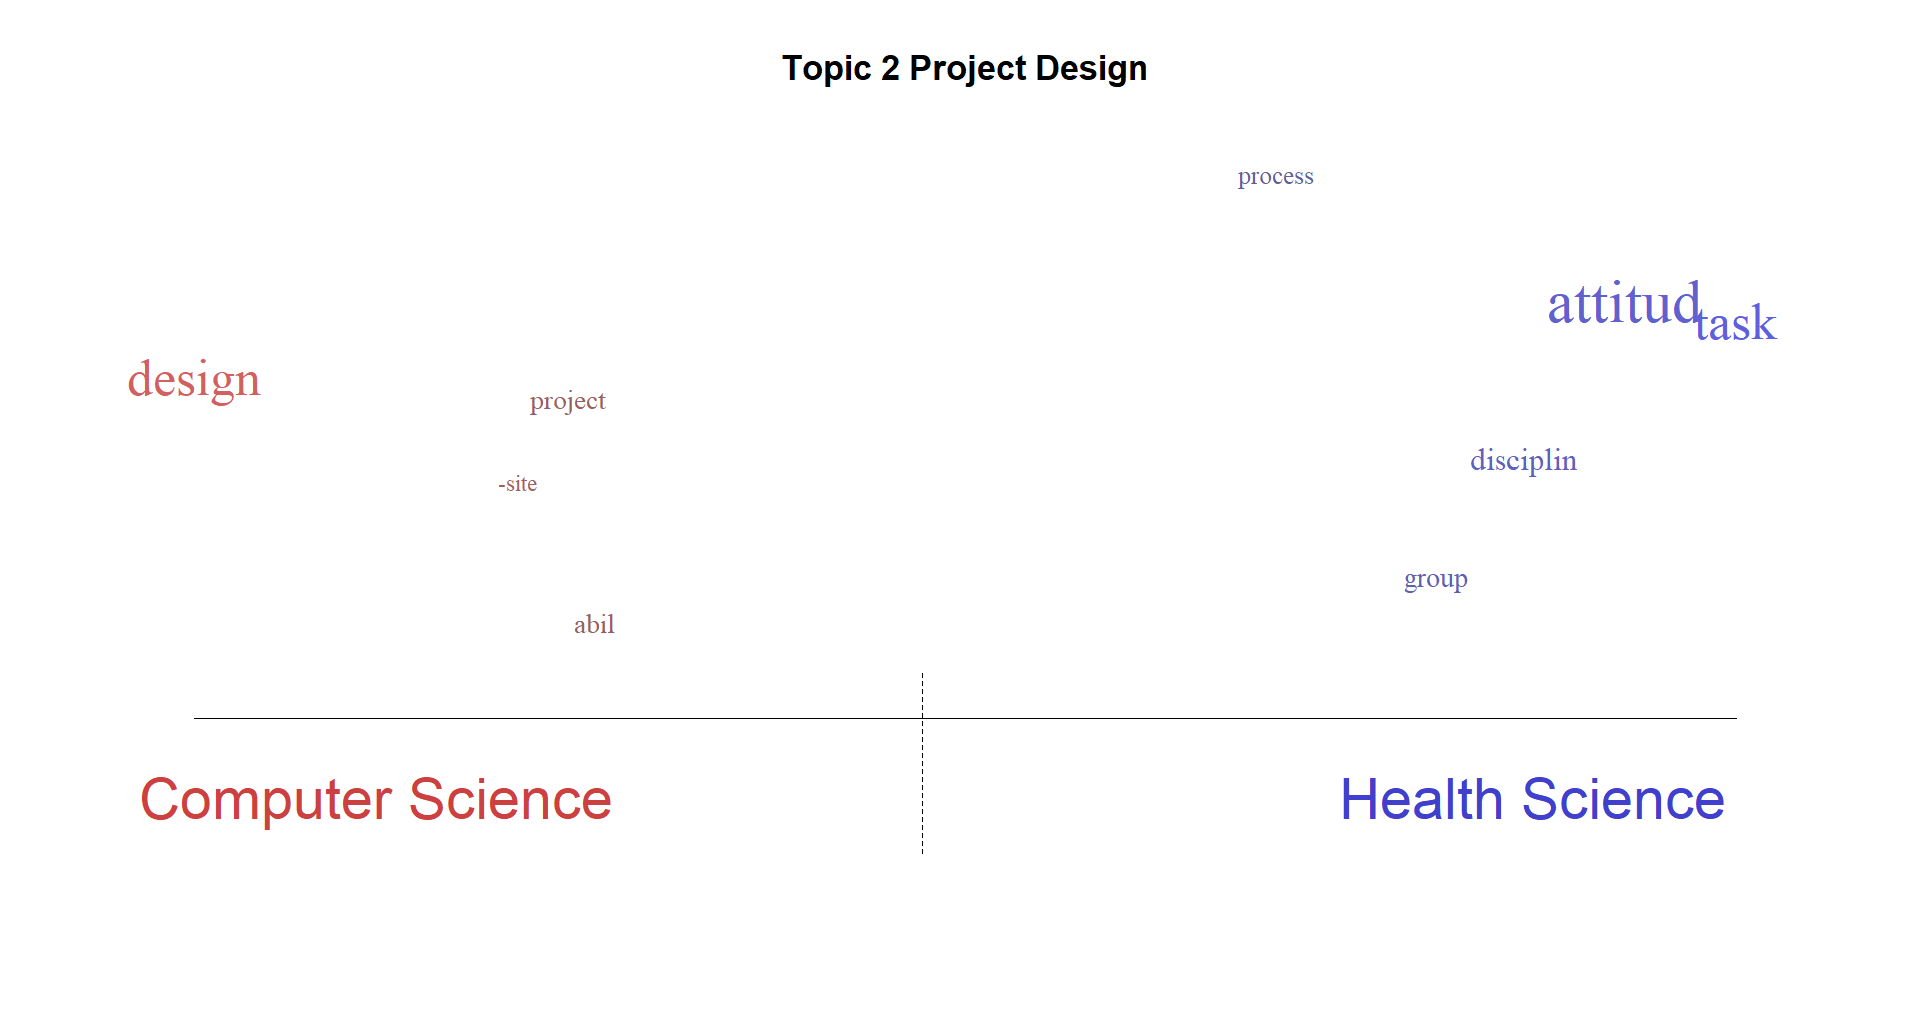 Topic 2 Project Design
process
attitud
task
design
project
disciplin
-site
group
abil
Computer Science
Health Science